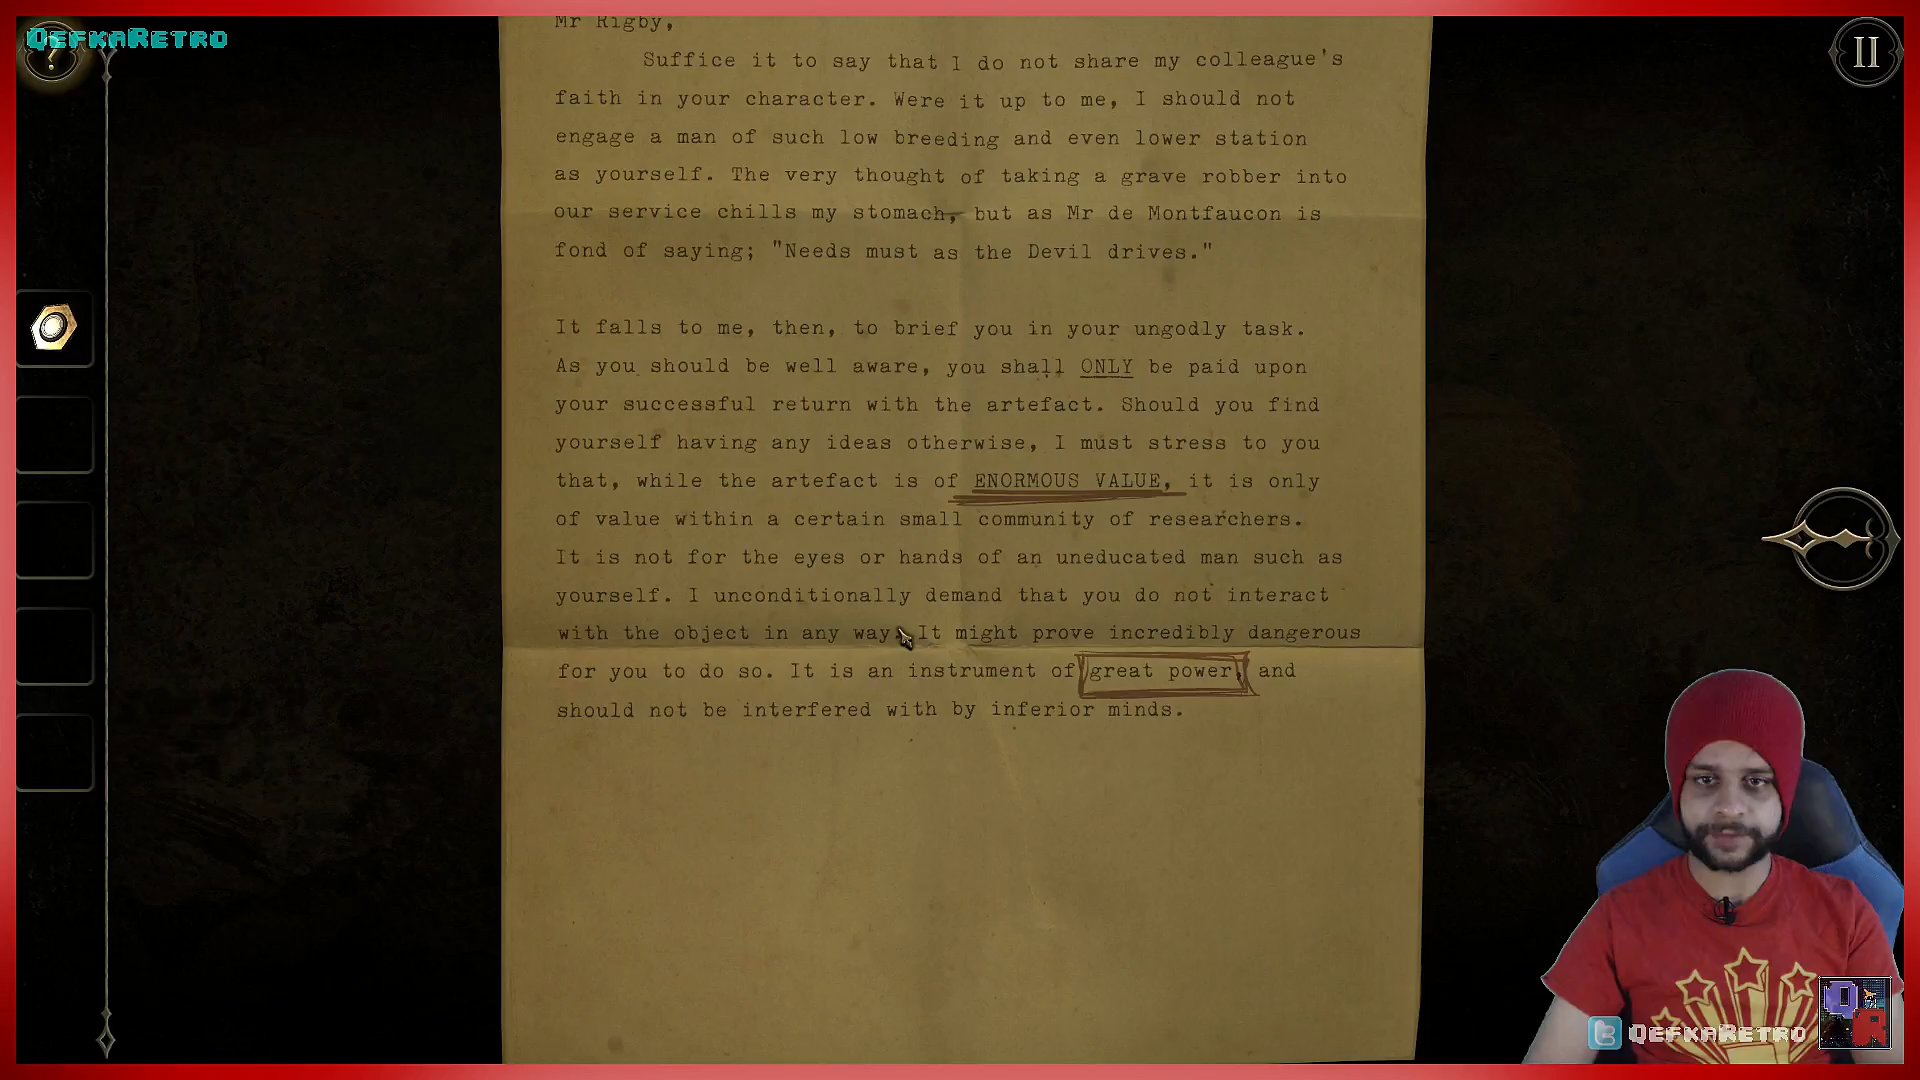 QEFKARETRO
?
Mr Rigby,
Suffice it to say that I do not share my colleague's
faith in your character. Were it up to me, I should not
engage a man of such low breeding and even lower station
as yourself. The very thought of taking a grave robber into
our service chills my stomach, but as Mr de Montfaucon is
fond of saying; "Needs must as the Devil drives."
It falls to me, then, to brief you in your ungodly task.
As you should be well aware, you shall ONLY be paid upon
your successful return with the artefact. Should you find
yourself having any ideas otherwise, I must stress to you
that, while the artefact is of ENORMOUS VALUE, it is only
of value within a certain small community of researchers.
It is not for the eyes or hands of an uneducated man such as
yourself. I unconditionally demand that you do not interact
with the object in any way. It might prove incredibly dangerous
for you to do so. It is an instrument of great power, and
should not be interfered with by inferior minds.
QEFKARETRO